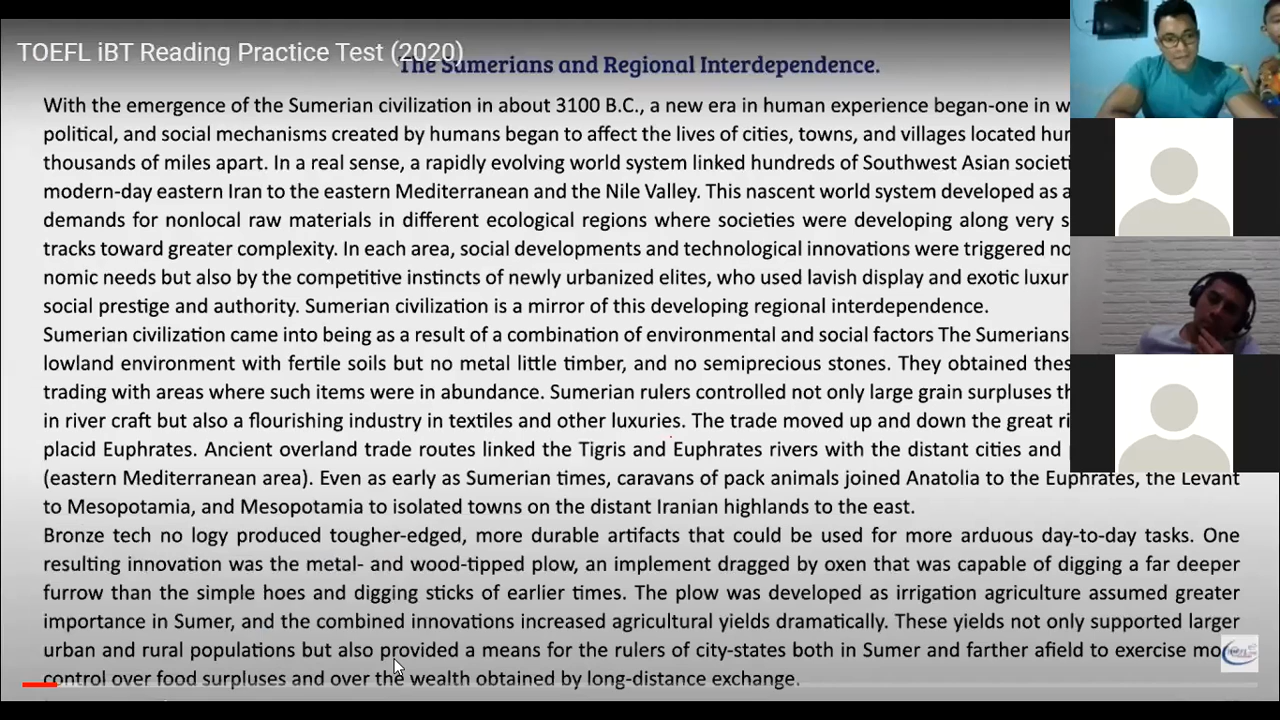 TOEFL iBT Reading Practice Test (2020)
The Sumerians and Regional Interdependence.
With the emergence of the Sumerian civilization in about 3100 B.C., a new era in human experience began-one in
political, and social mechanisms created by humans began to affect the lives of cities, towns, and villages located
thousands of miles apart. In a real sense, a rapidly evolving world system linked hundreds of Southwest Asian
modern-day eastern Iran to the eastern Mediterranean and the Nile Valley. This nascent world system developed as
demands for nonlocal raw materials in different ecological regions where societies were developing along very
tracks toward greater complexity. In each area, social developments and technological innovations were triggered
nomic needs but also by the competitive instincts of newly urbanized elites, who used lavish display and exotic
social prestige and authority. Sumerian civilization is a mirror of this developing regional interdependence.
Sumerian civilization came into being as a result of a combination of environmental and social factors The Sumerians
lowland environment with fertile soils but no metal little timber, and no semiprecious stones. They obtained
trading with areas where such items were in abundance. Sumerian rulers controlled not only large grain surpluses
in river craft but also a flourishing industry in textiles and other luxuries. The trade moved up and down the great
placid Euphrates. Ancient overland trade routes linked the Tigris and Euphrates rivers with the distant cities and
(eastern Mediterranean area). Even as early as Sumerian times, caravans of pack animals joined Anatolia to the Euphrates, the Levant
to Mesopotamia, and Mesopotamia to isolated towns on the distant Iranian highlands to the east.
Bronze tech no logy produced tougher-edged, more durable artifacts that could be used for more arduous day-to-day tasks. One
resulting innovation was the metal- and wood-tipped plow, an implement dragged by oxen that was capable of digging a far deeper
furrow than the simple hoes and digging sticks of earlier times. The plow was developed as irrigation agriculture assumed greater
importance in Sumer, and the combined innovations increased agricultural yields dramatically. These yields not only supported larger
urban and rural populations but also provided a means for the rulers of city-states both in Sumer and farther afield to exercise
control over food surpluses and over the wealth obtained by long-distance exchange.